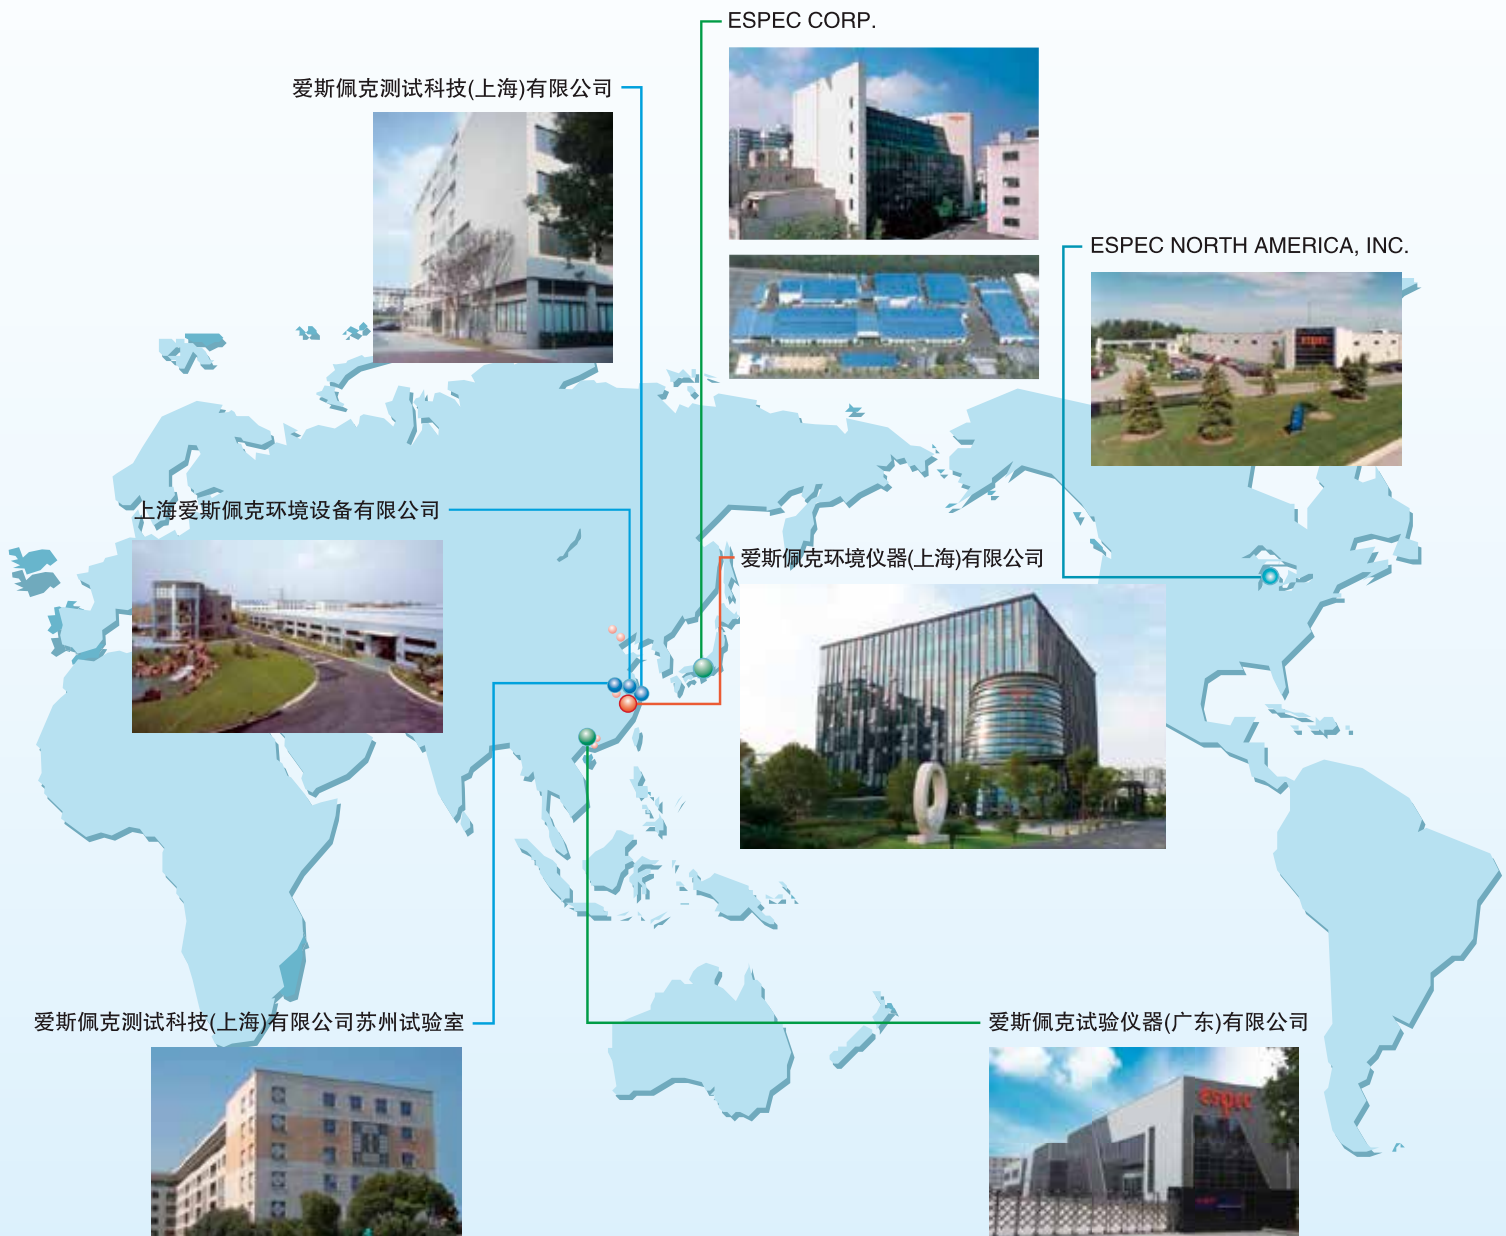 ESPEC CORP.
爱斯佩克测试科技(上海)有限公司
ESPEC NORTH AMERICA, INC.
espec
上海爱斯佩克环境设备有限公司
爱斯佩克环境仪器(上海)有限公司
爱斯佩克测试科技(上海)有限公司苏州试验室
爱斯佩克试验仪器(广东)有限公司
espec